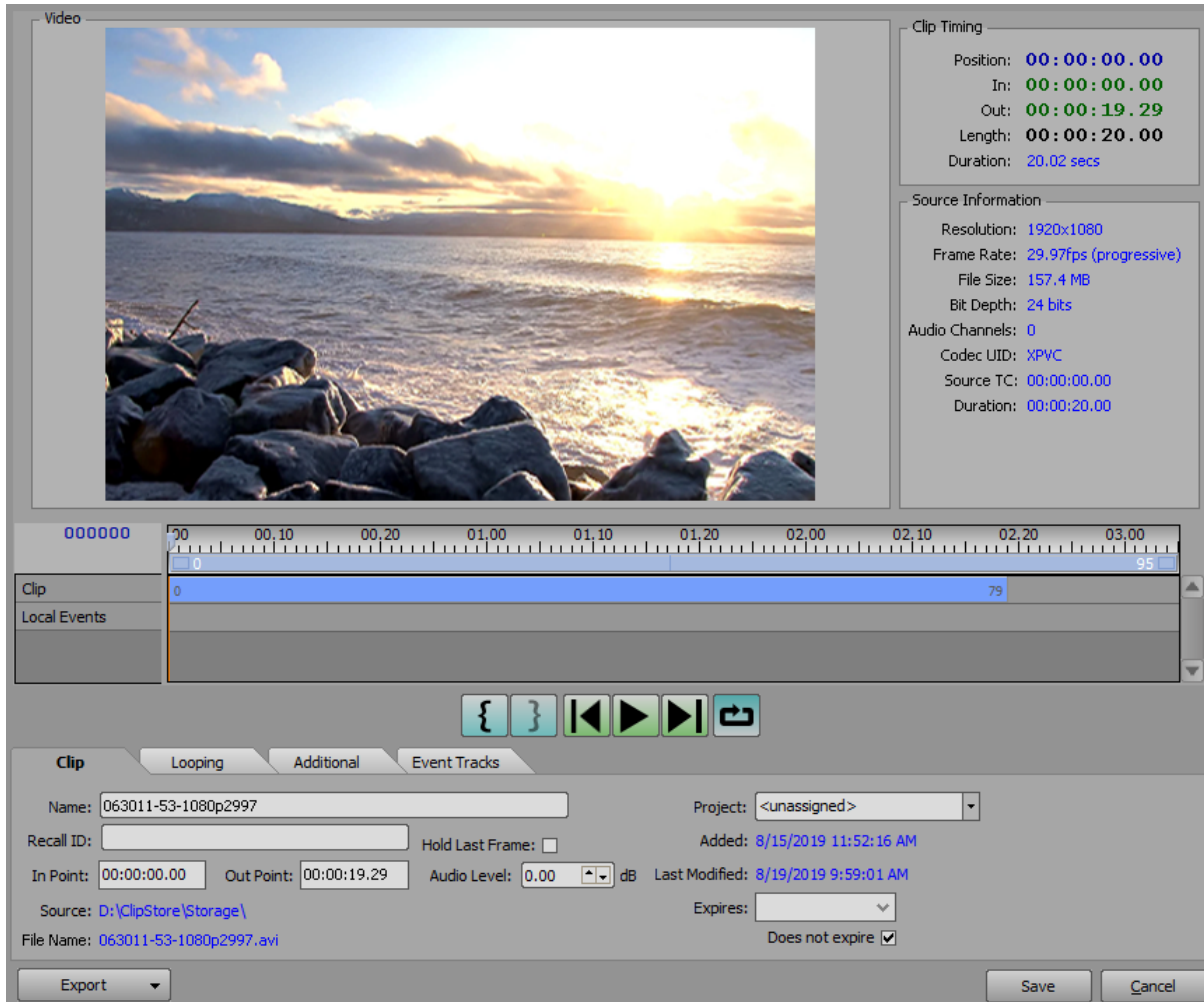 Video
Clip Timing
Position: 00:00:00.00
In: 00:00:00.00
Out: 00:00:19.29
Length: 00:00:20.00
Duration: 20.02 secs
Source Information
Resolution: 1920x1080
Frame Rate: 29.97fps (progressive)
File Size: 157.4 MB
Bit Depth: 24 bits
Audio Channels: 0
Codec UID: XPVC
Source TC: 00:00:00.00
Duration: 00:00:20.00
000000 00 00.10 00.20 01.00 01.10 01.20 02.00 02.10 02.20 03.00
0 95
Clip 0 79
Local Events
{ }
Clip Looping Additional Event Tracks
Name: 063011-53-1080p2997
Project: <unassigned>
Recall ID:
Hold Last Frame:
Added: 8/15/2019 11:52:16 AM
In Point: 00:00:00.00 Out Point: 00:00:19.29 Audio Level: 0.00 dB
Last Modified: 8/19/2019 9:59:01 AM
Source: D:\ClipStore\Storage\
Expires:
File Name: 063011-53-1080p2997.avi
Does not expire
Export Save Cancel